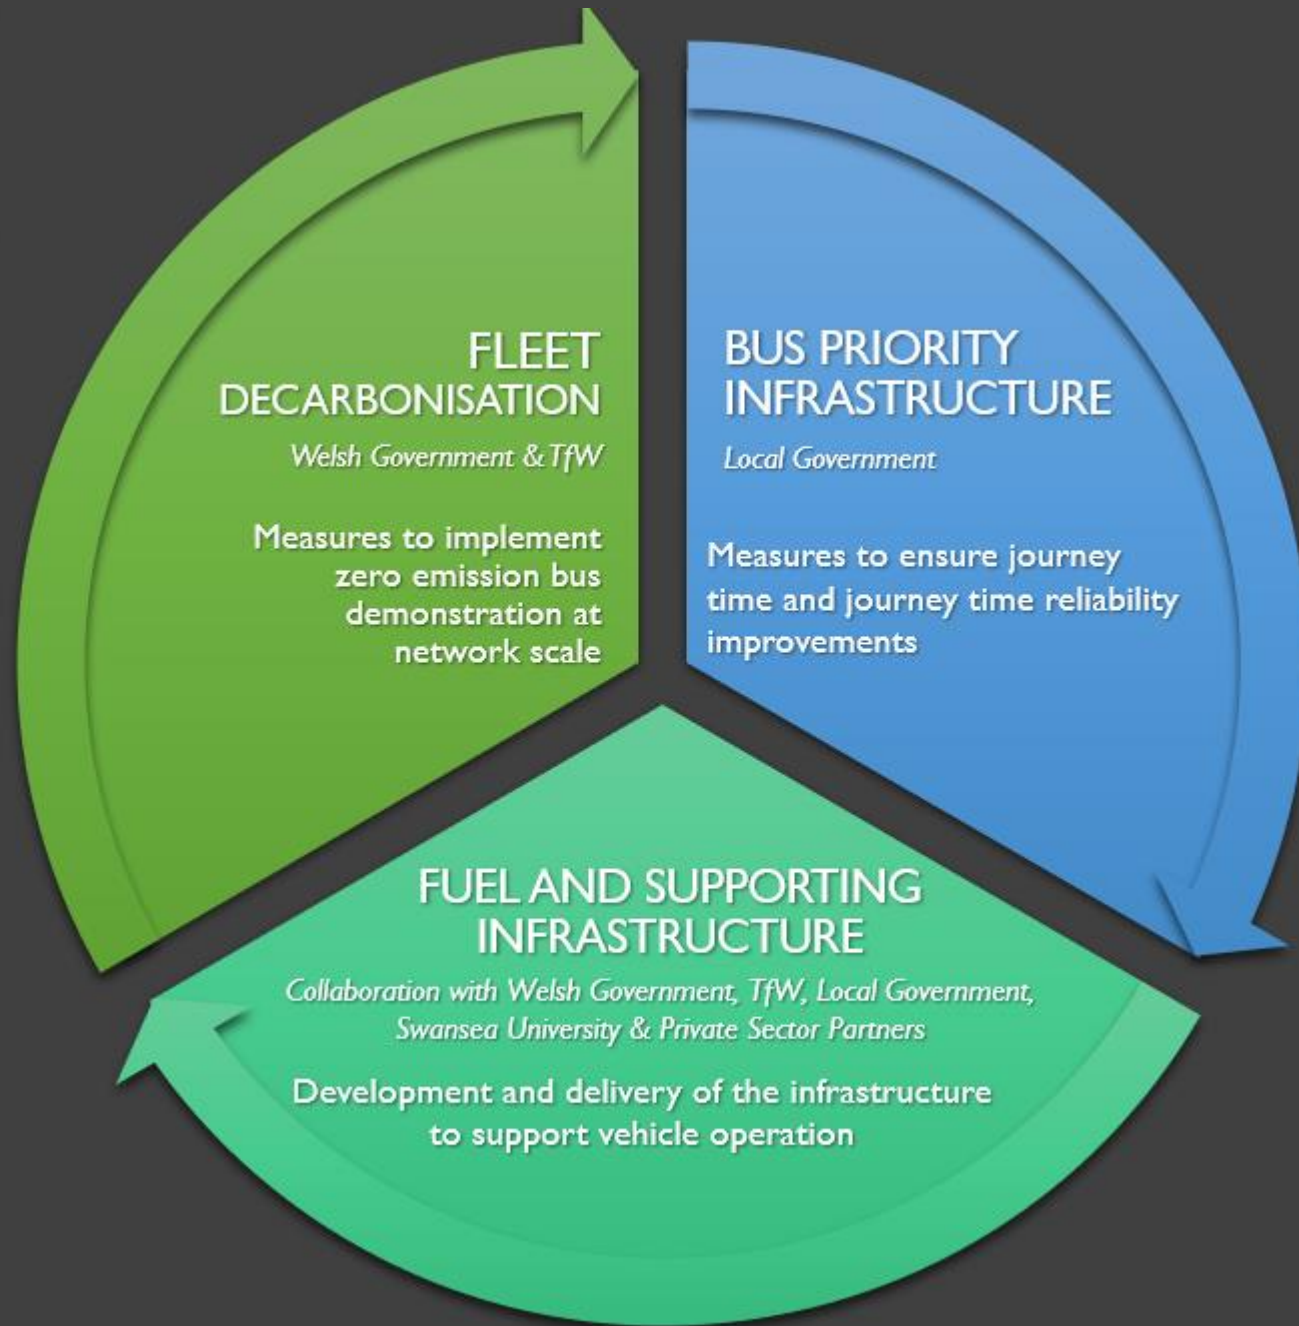 FLEET
DECARBONISATION
Welsh Government & TfW
Measures to implement
zero emission bus
demonstration at
network scale
BUS PRIORITY
INFRASTRUCTURE
Local Government
Measures to ensure journey
time and journey time reliability
improvements
FUEL AND SUPPORTING
INFRASTRUCTURE
Collaboration with Welsh Government, TfW, Local Government,
Swansea University & Private Sector Partners
Development and delivery of the infrastructure
to support vehicle operation